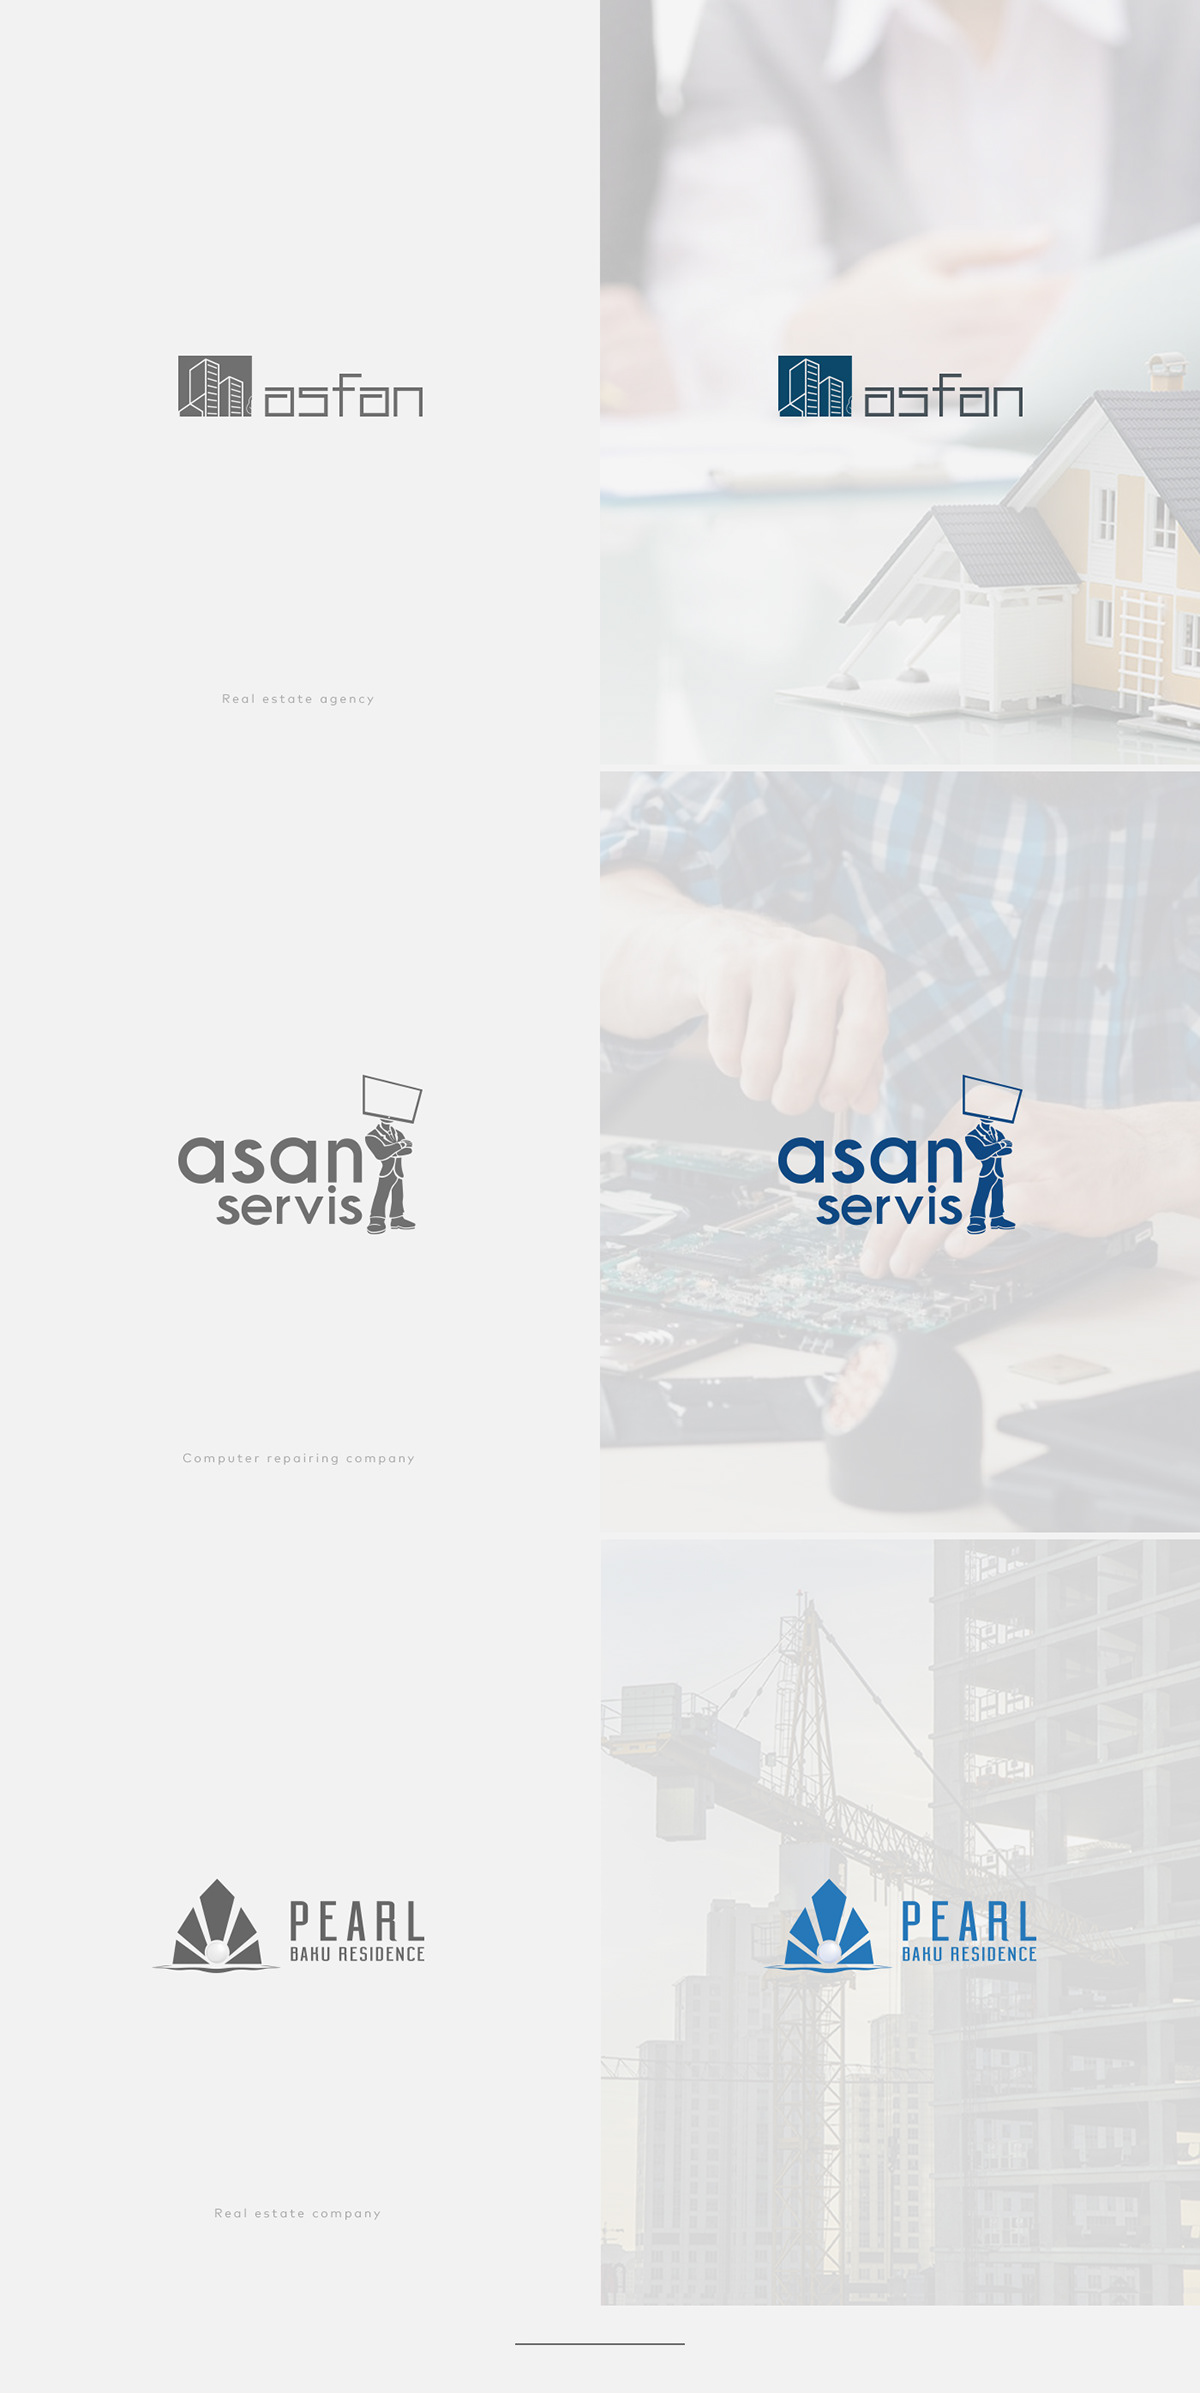 asfan
asfan
Real estate agency
asan
servis
asan
servis
Computer repairing company
PEARL
BAKU RESIDENCE
PEARL
BAKU RESIDENCE
Real estate company